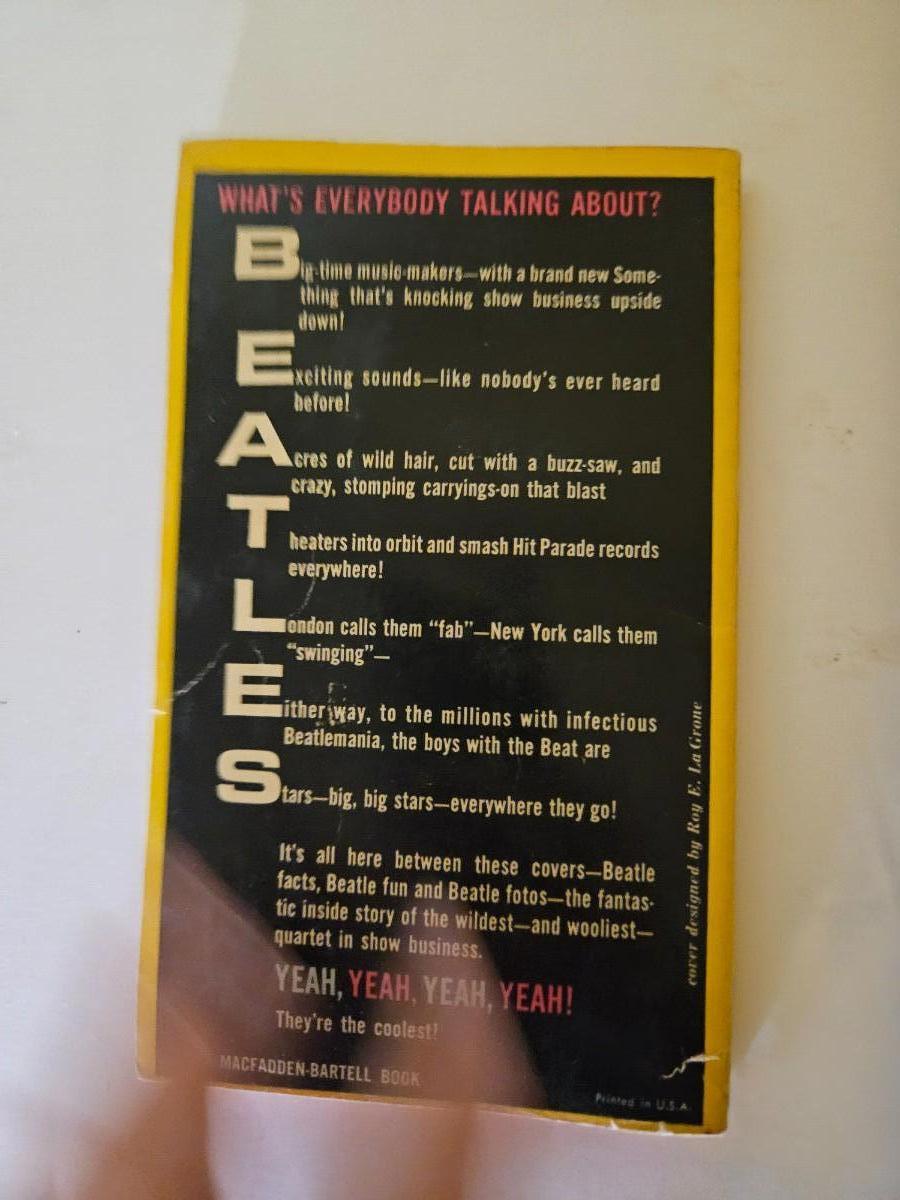 WHAT'S EVERYBODY TALKING ABOUT?
Big-time music-makers—with a brand new Some-
thing that's knocking show business upside
down!
Exciting sounds—like nobody's ever heard
before!
Acres of wild hair, cut with a buzz-saw, and
crazy, stomping carryings-on that blast
Theaters into orbit and smash Hit Parade records
everywhere!
London calls them “fab”—New York calls them
“swinging”—
Either way, to the millions with infectious
Beatlemania, the boys with the Beat are
Stars—big, big stars—everywhere they go!
It's all here between these covers—Beatle
facts, Beatle fun and Beatle fotos—the fantas-
tic inside story of the wildest—and wooliest—
quartet in show business.
YEAH, YEAH, YEAH, YEAH!
They're the coolest!
MACFADDEN-BARTELL BOOK
Printed in U.S.A.
cover designed by Roy E. La Grone